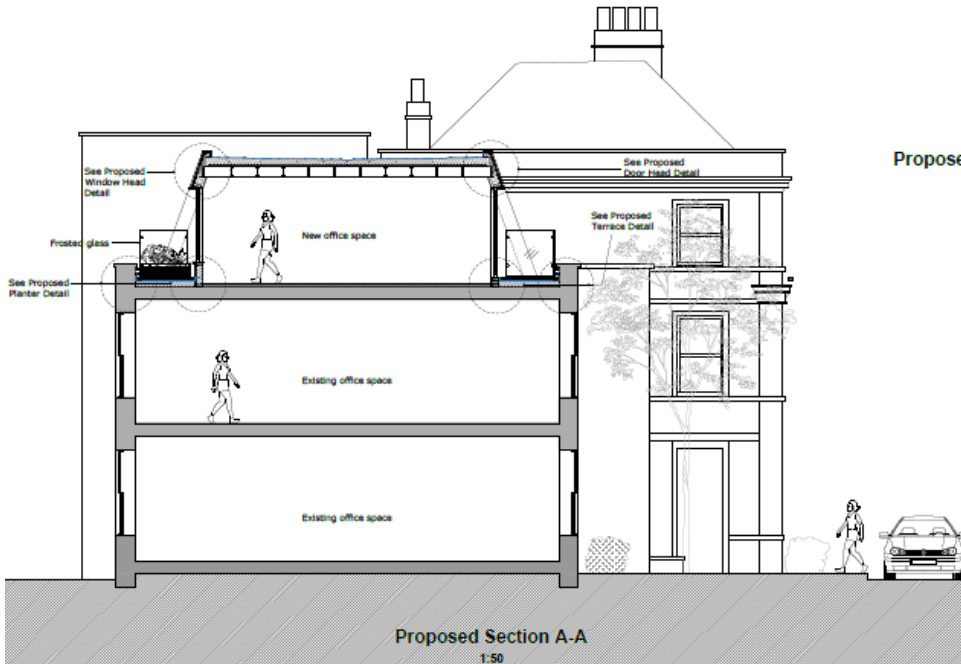 Propose
See Proposed
Window Head
Detail
See Proposed
Door Head Detail
See Proposed
Terrace Detail
New office space
Frosted glass
See Proposed
Planter Detail
Existing office space
Existing office space
Proposed Section A-A
1:50